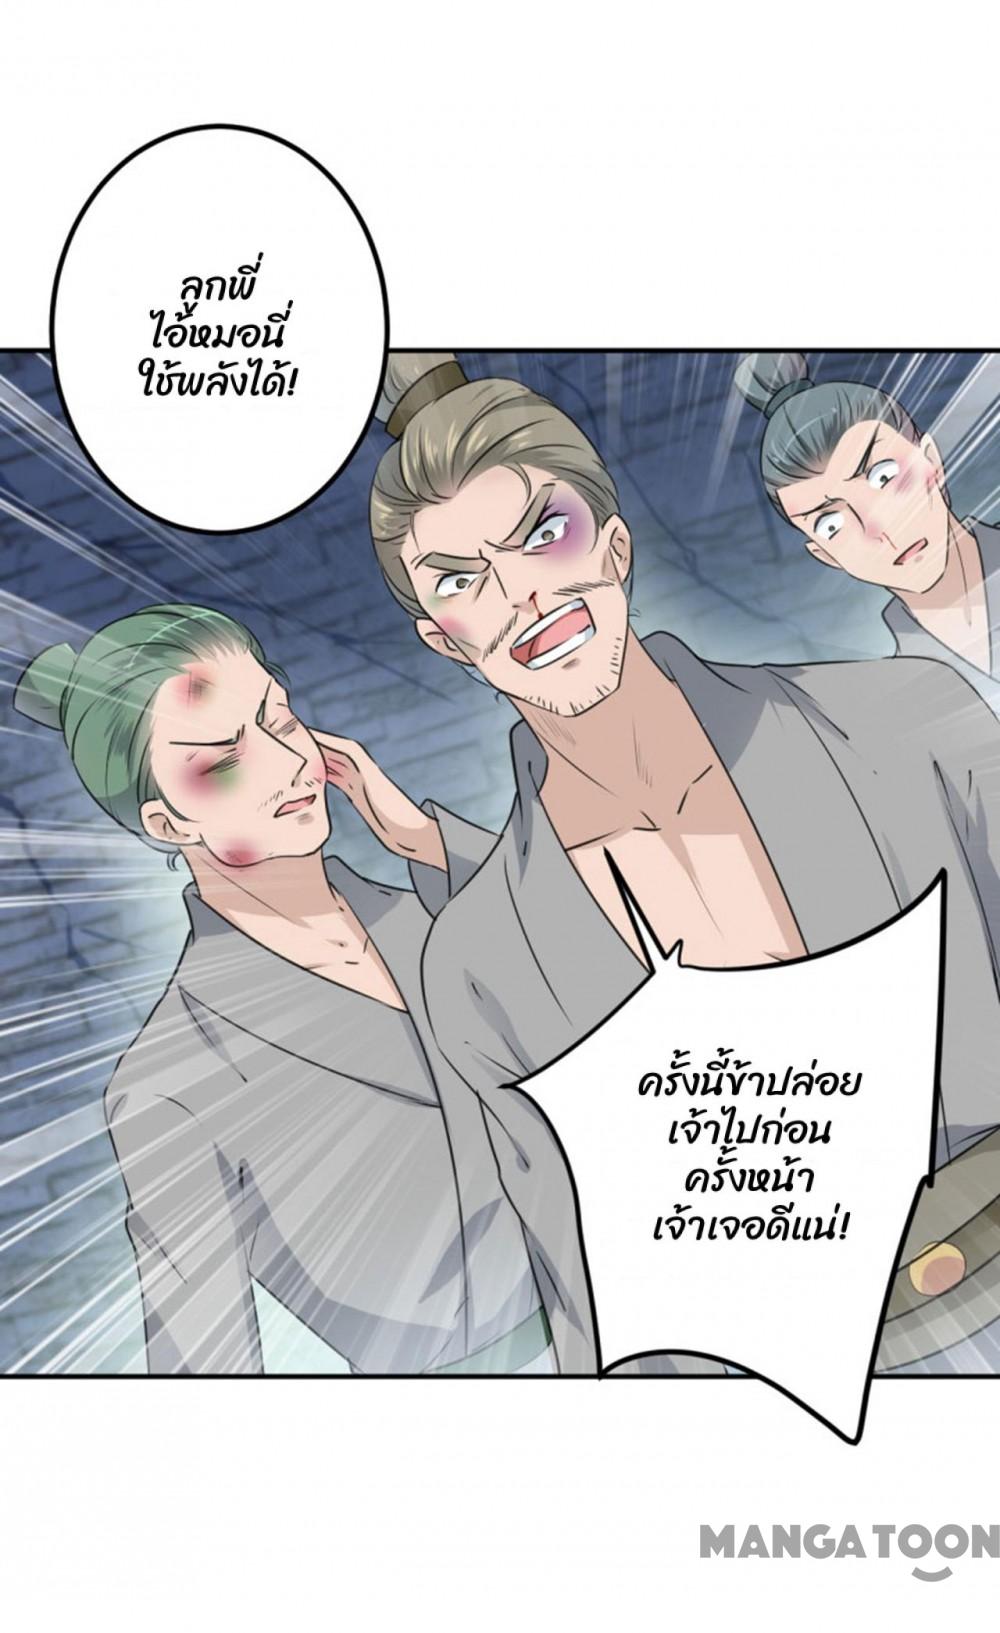 ลูกพี่
ไอ้หมอนี่
ใช้พลังได้!
ครั้งนี้ข้าปล่อย
เจ้าไปก่อน
ครั้งหน้า
เจ้าเจอดีแน่!
MANGATOON